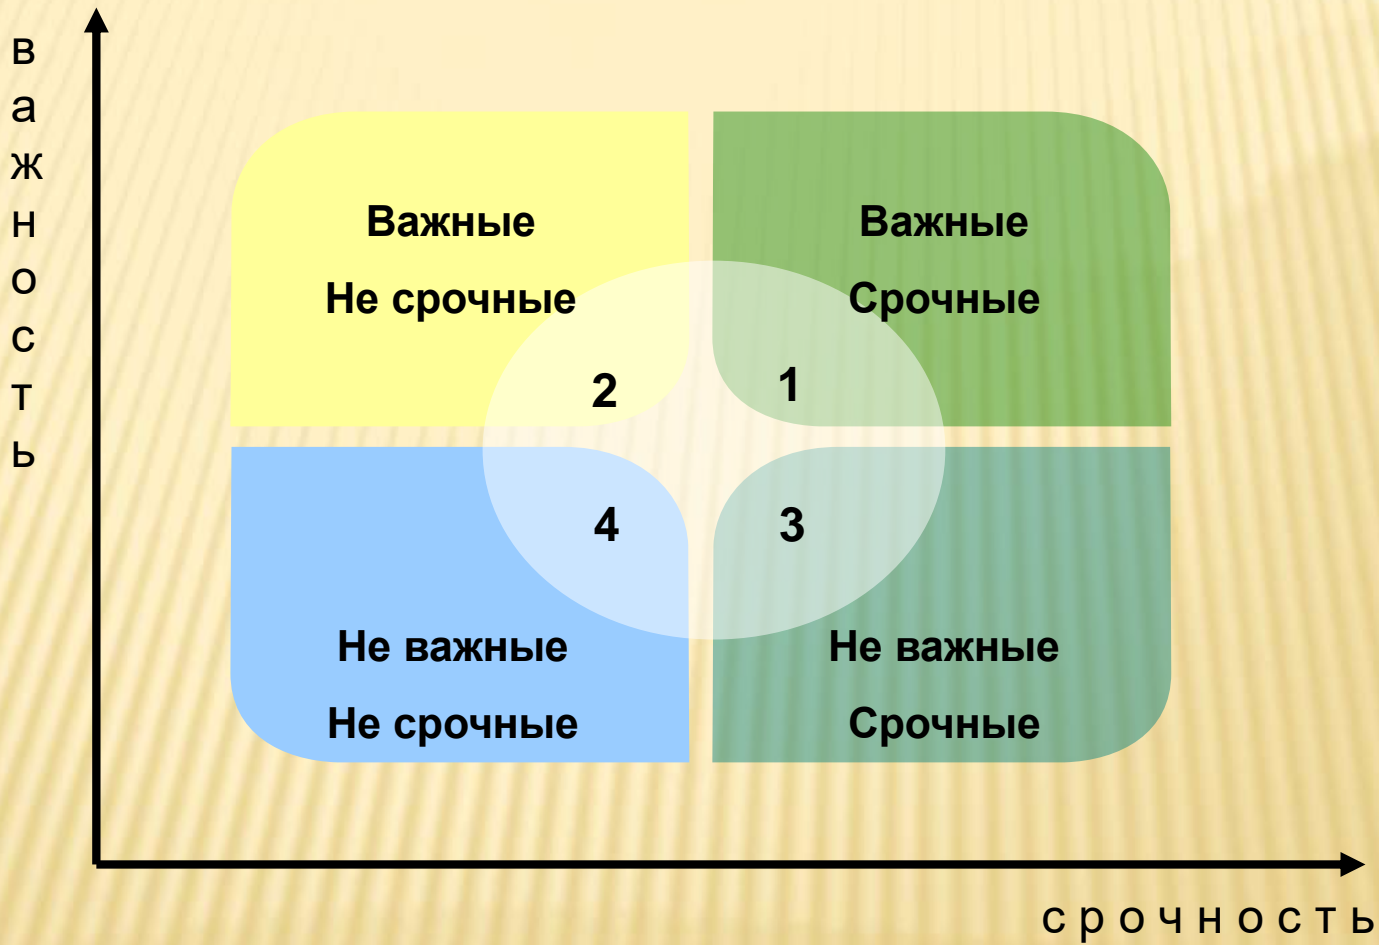 важность
Важные
Не срочные
2
Важные
Срочные
1
4
Не важные
Не срочные
3
Не важные
Срочные
срочность